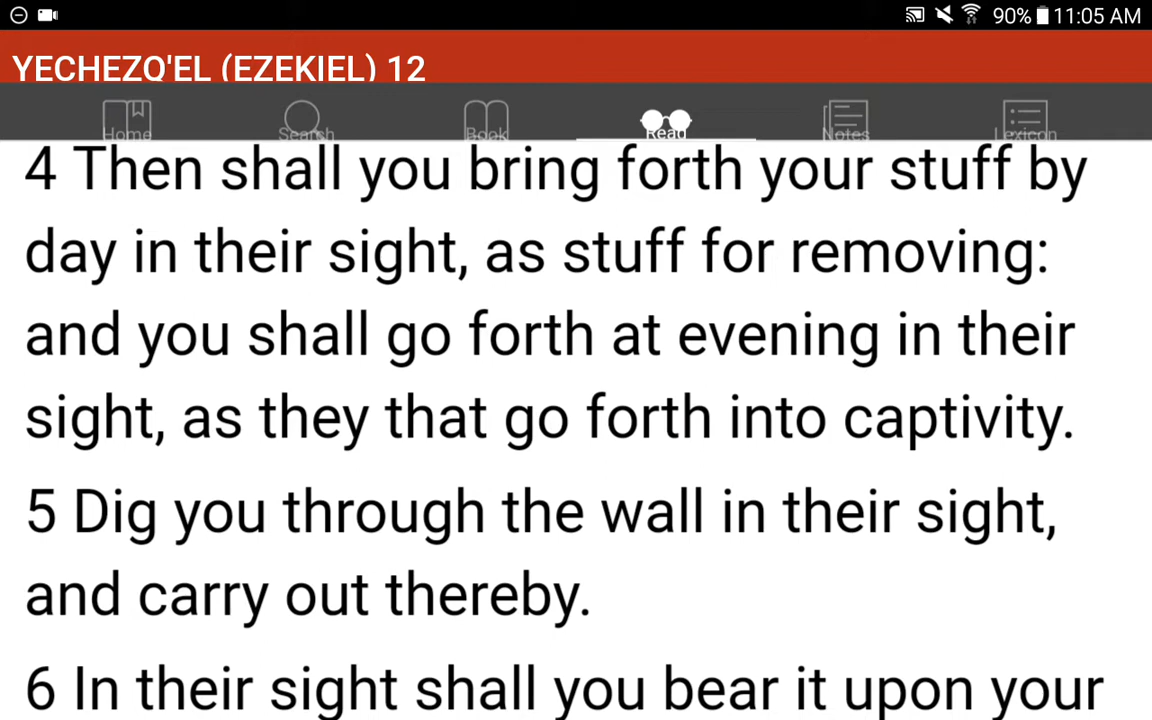 90% 11:05 AM
YECHEZQ'EL (EZEKIEL) 12
Home Search Book Read Notes Lexicon
4 Then shall you bring forth your stuff by
day in their sight, as stuff for removing:
and you shall go forth at evening in their
sight, as they that go forth into captivity.
5 Dig you through the wall in their sight,
and carry out thereby.
6 In their sight shall you bear it upon your